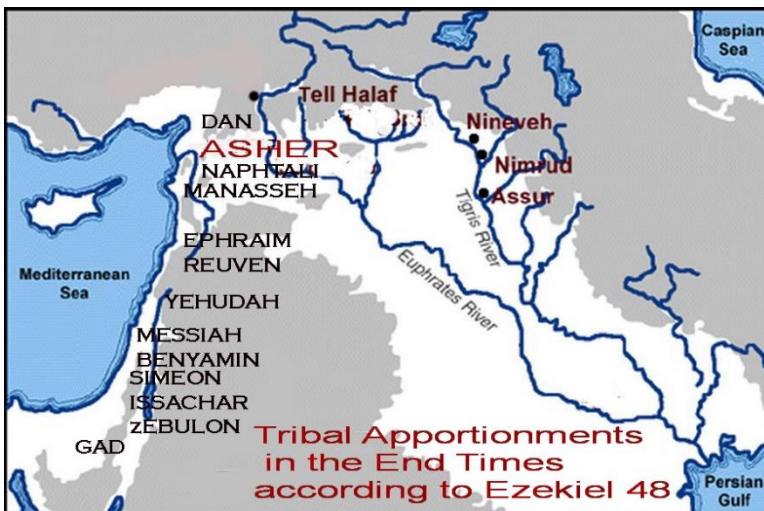 Caspian
Sea
Tell Halaf
DAN
Nineveh
ASHER
Nimrud
NAPHTALI
MANASSEH
Assur
Tigris River
EPHRAIM
REUVEN
Mediterranean
Sea
Euphrates River
YEHUDAH
MESSIAH
BENYAMIN
SIMEON
ISSACHAR
zEBULON
GAD
Tribal Apportionments
in the End Times
according to Ezekiel 48
Persian
Gulf